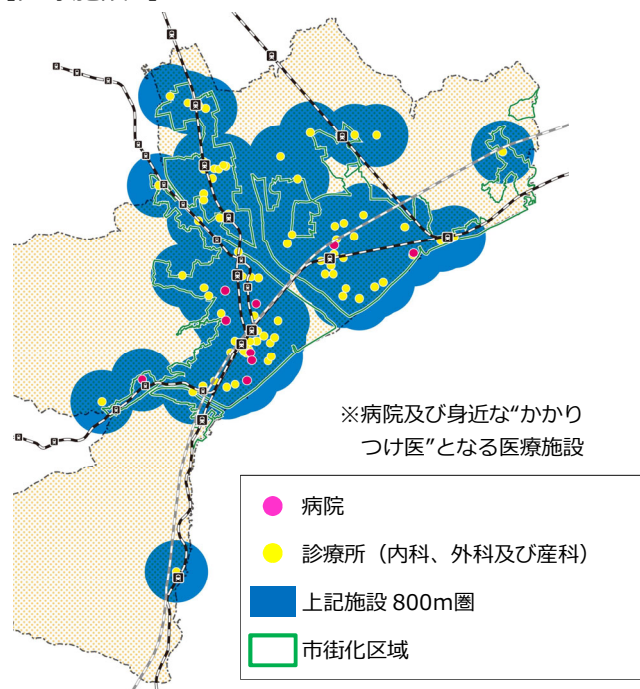 ※病院及び身近な“かかり
つけ医”となる医療施設
病院
診療所（内科、外科及び産科）
上記施設 800m圏
市街化区域